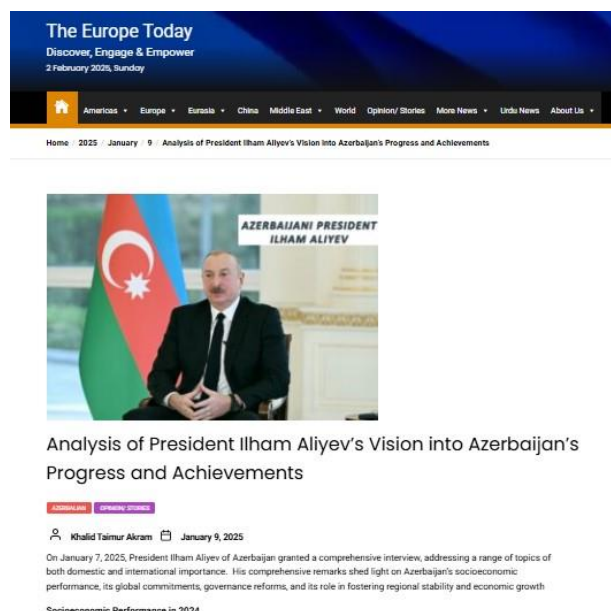 The Europe Today
Discover, Engage & Empower
2 February 2025, Sunday
Americas Europe Eurasia China Middle East World Opinion/ Stories More News Urdu News About Us
Home / 2025 / January / 9 / Analysis of President Ilham Aliyev's Vision into Azerbaijan's Progress and Achievements
AZERBAIJANI PRESIDENT
ILHAM ALIYEV
Analysis of President Ilham Aliyev's Vision into Azerbaijan's
Progress and Achievements
AZERBAIJAN OPINION/ STORIES
Khalid Taimur Akram January 9, 2025
On January 7, 2025, President Ilham Aliyev of Azerbaijan granted a comprehensive interview, addressing a range of topics of
both domestic and international importance. His comprehensive remarks shed light on Azerbaijan's socioeconomic
performance, its global commitments, governance reforms, and its role in fostering regional stability and economic growth
Socioeconomic Performance in 2024